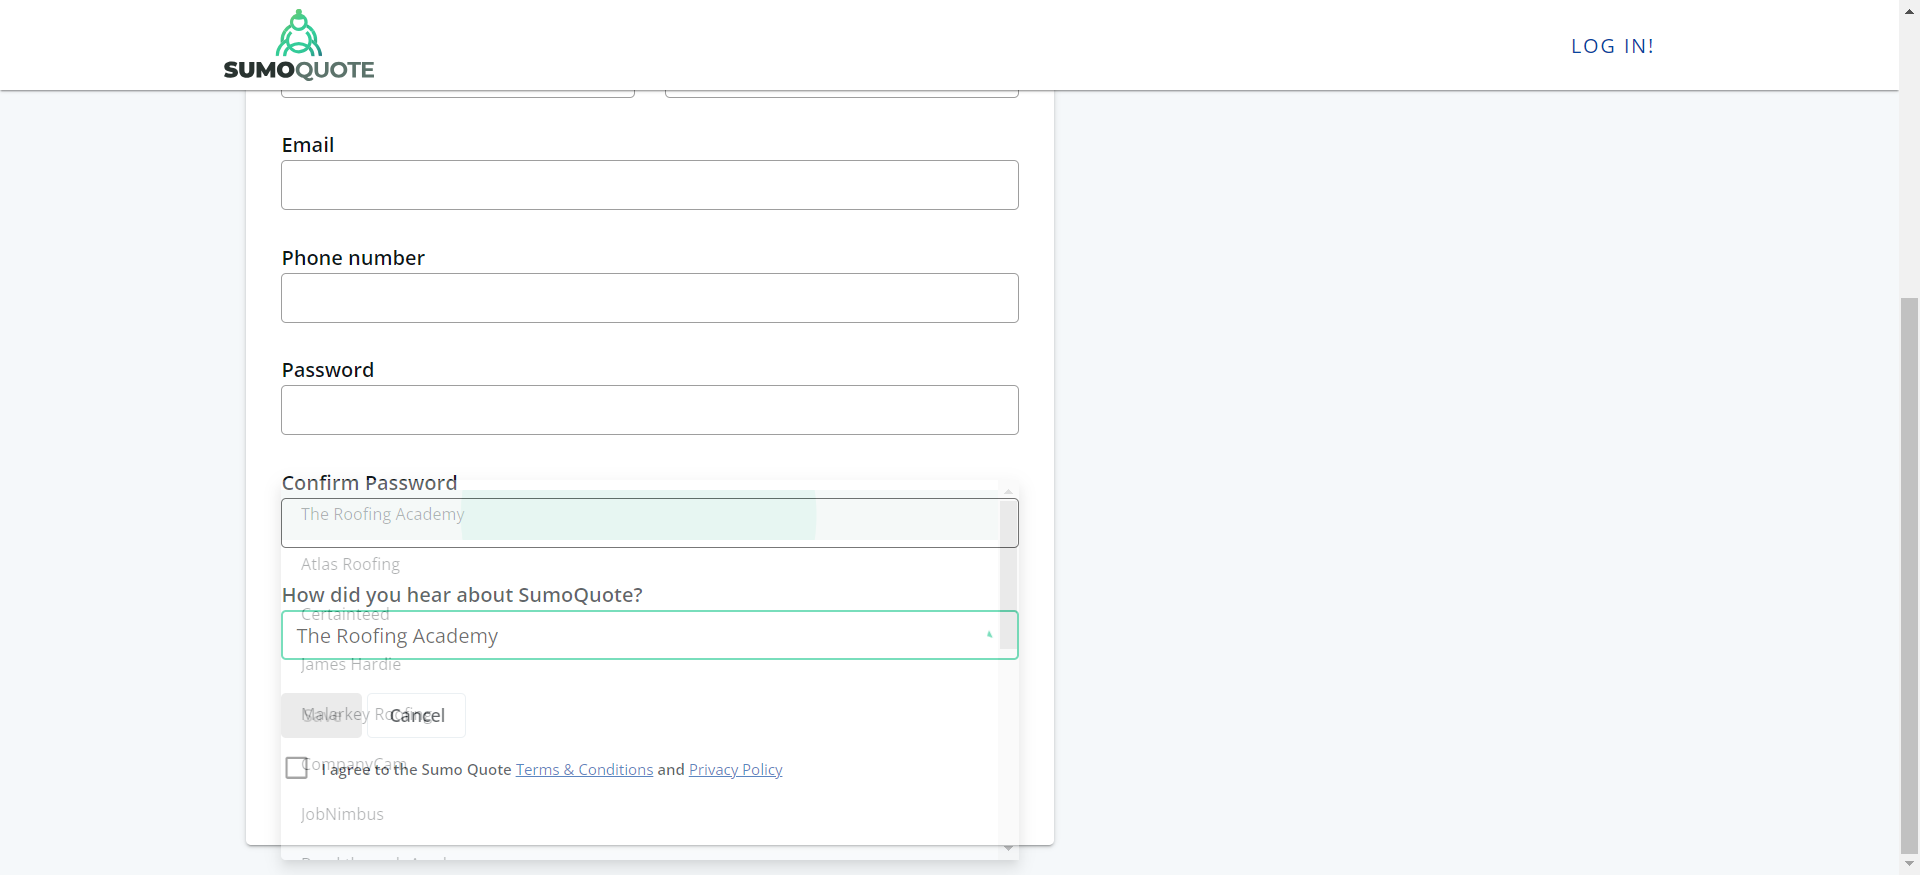 SUMOQUOTE
LOG IN!
Email
Phone number
Password
Confirm Password
The Roofing Academy
Atlas Roofing
How did you hear about SumoQuote?
Certainteed
The Roofing Academy
James Hardie
Save
Malarkey Roofing
Cancel
CompanyCam
I agree to the Sumo Quote Terms & Conditions and Privacy Policy
JobNimbus